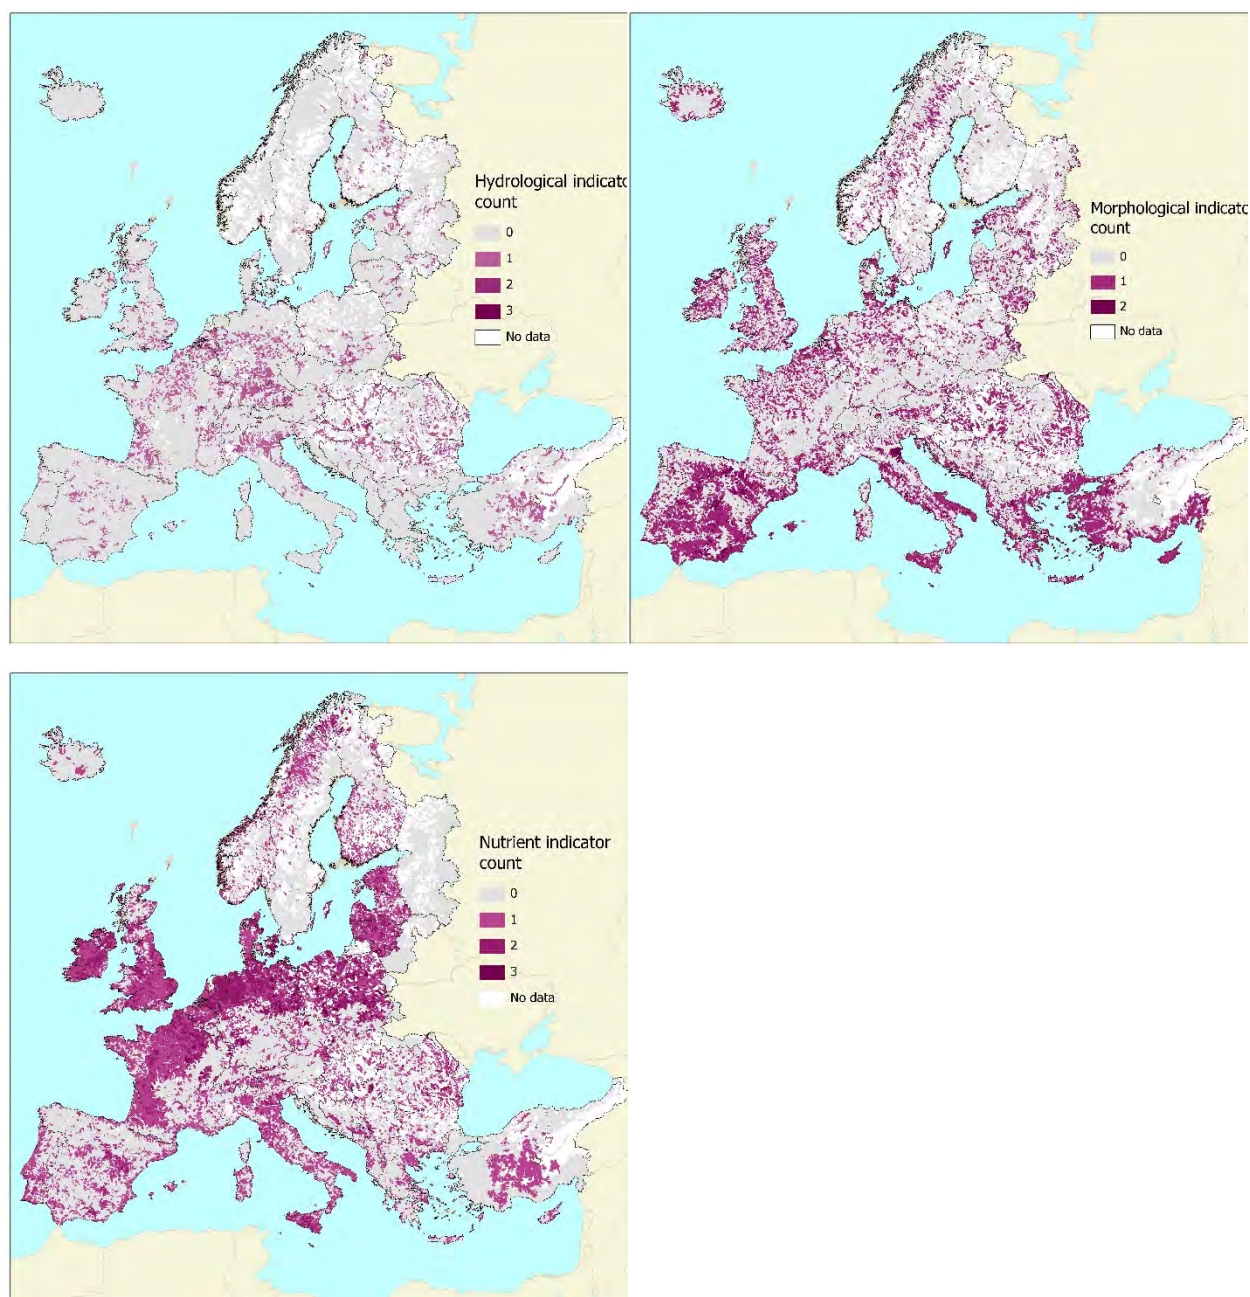 Hydrological indicato
count
0
1
2
3
No data
Morphological indicato
count
0
1
2
No data
Nutrient indicator
count
0
1
2
3
No data